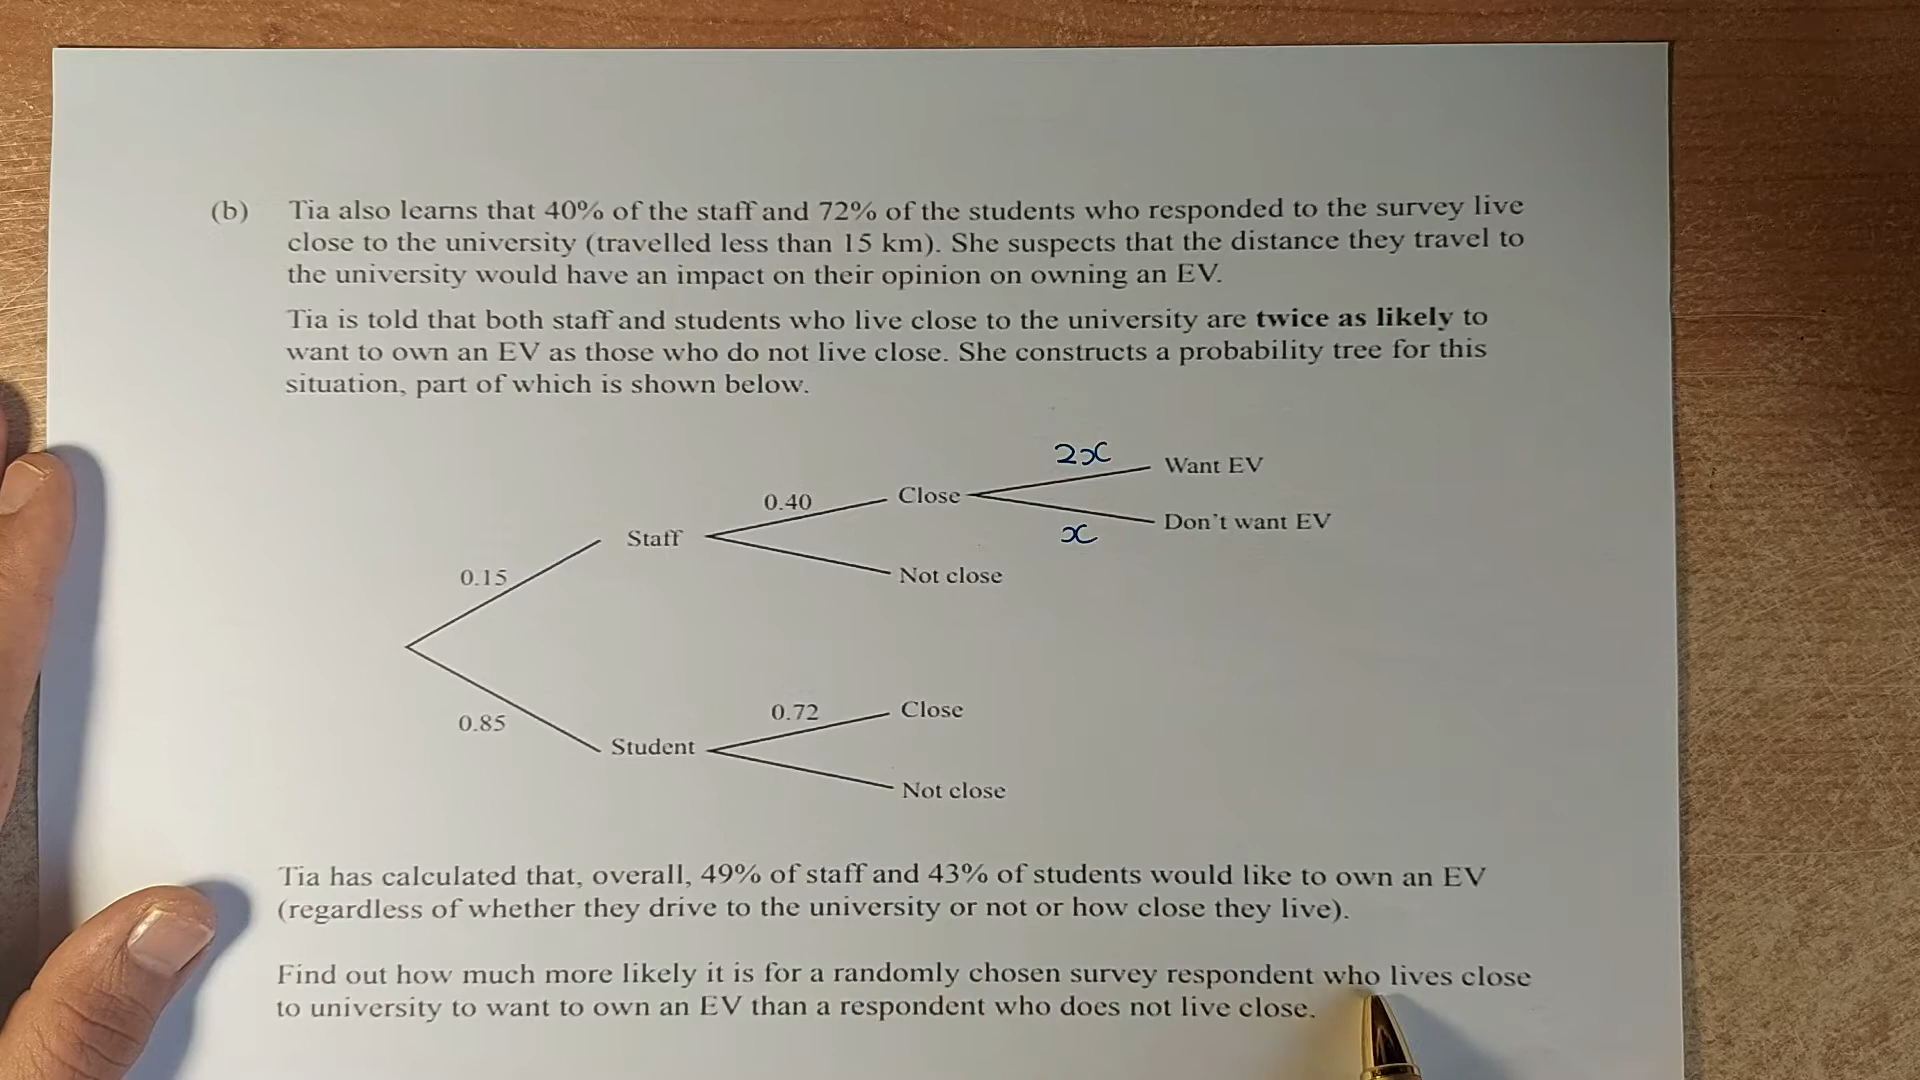 (b) Tia also learns that 40% of the staff and 72% of the students who responded to the survey live
close to the university (travelled less than 15 km). She suspects that the distance they travel to
the university would have an impact on their opinion on owning an EV.
Tia is told that both staff and students who live close to the university are twice as likely to
want to own an EV as those who do not live close. She constructs a probability tree for this
situation, part of which is shown below.
2x
Want EV
0.40
Close
x
Don't want EV
Staff
0.15
Not close
0.85
0.72
Close
Student
Not close
Tia has calculated that, overall, 49% of staff and 43% of students would like to own an EV
(regardless of whether they drive to the university or not or how close they live).
Find out how much more likely it is for a randomly chosen survey respondent who lives close
to university to want to own an EV than a respondent who does not live close.